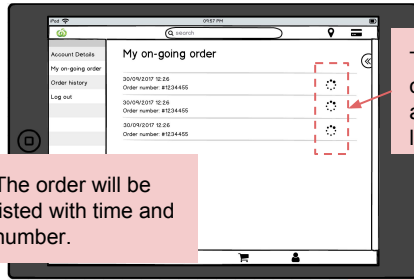 iPad
09:57 PM
search
Account Details
My on-going order
Order history
Log out
My on-going order
30/09/2017 12:26
Order number: #1234455
30/09/2017 12:26
Order number: #1234455
30/09/2017 12:26
Order number: #1234455
The order will be
listed with time and
number.